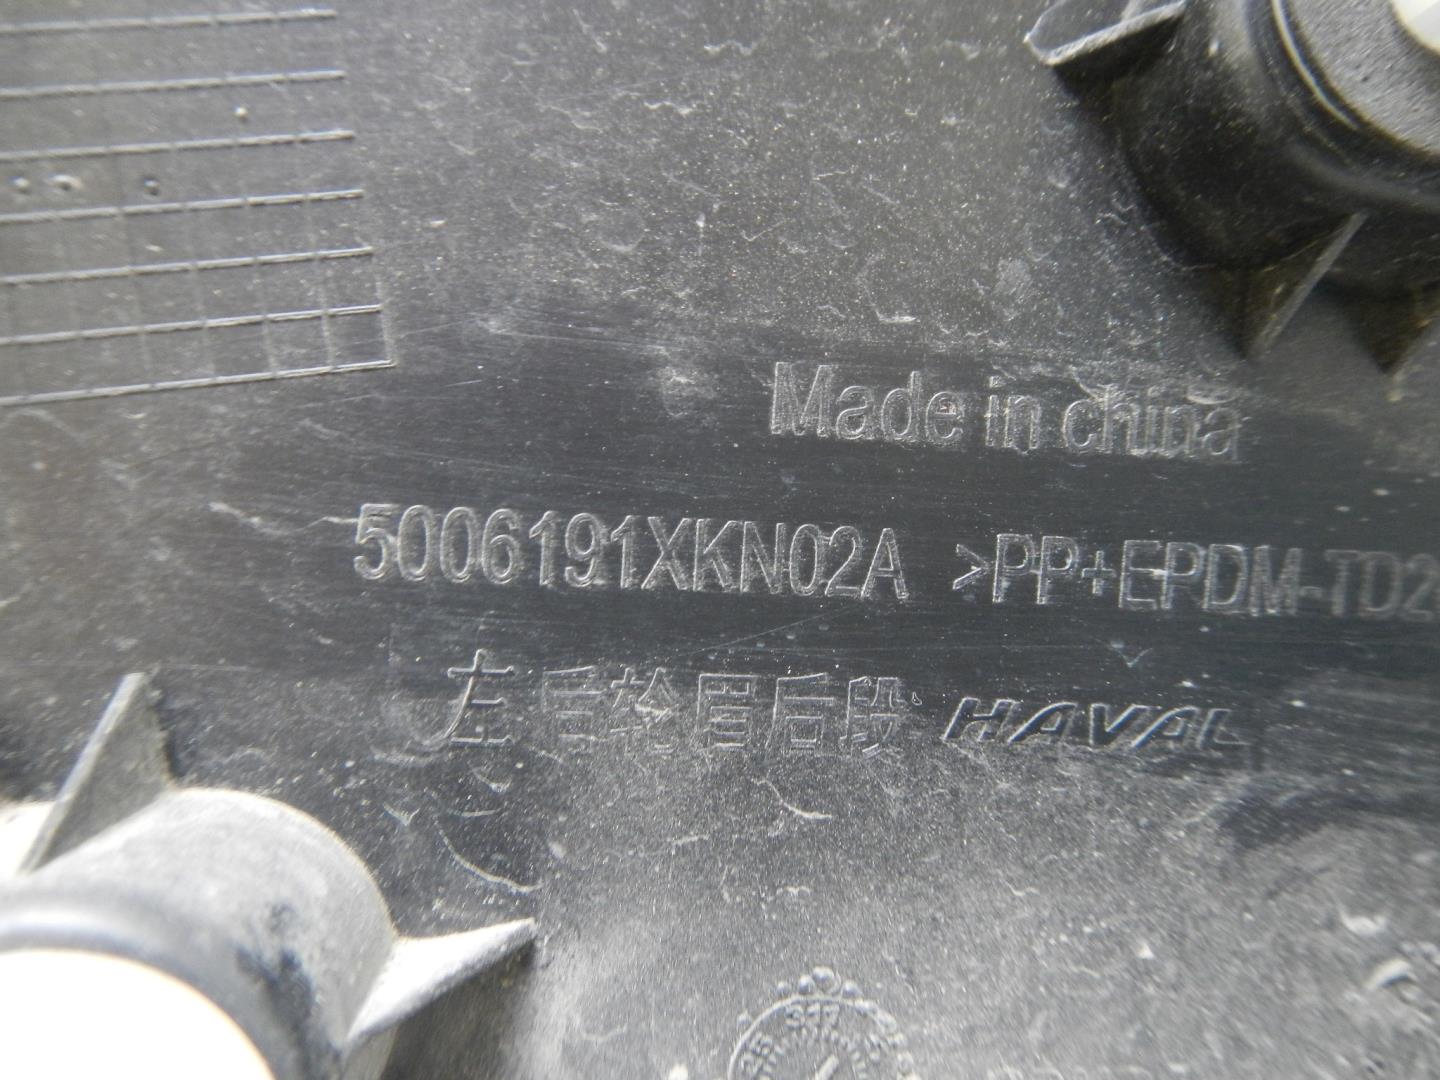 Made in china
5006191XKN02A >PP+EPDM-TD2
左后轮眉后段 HAVAL